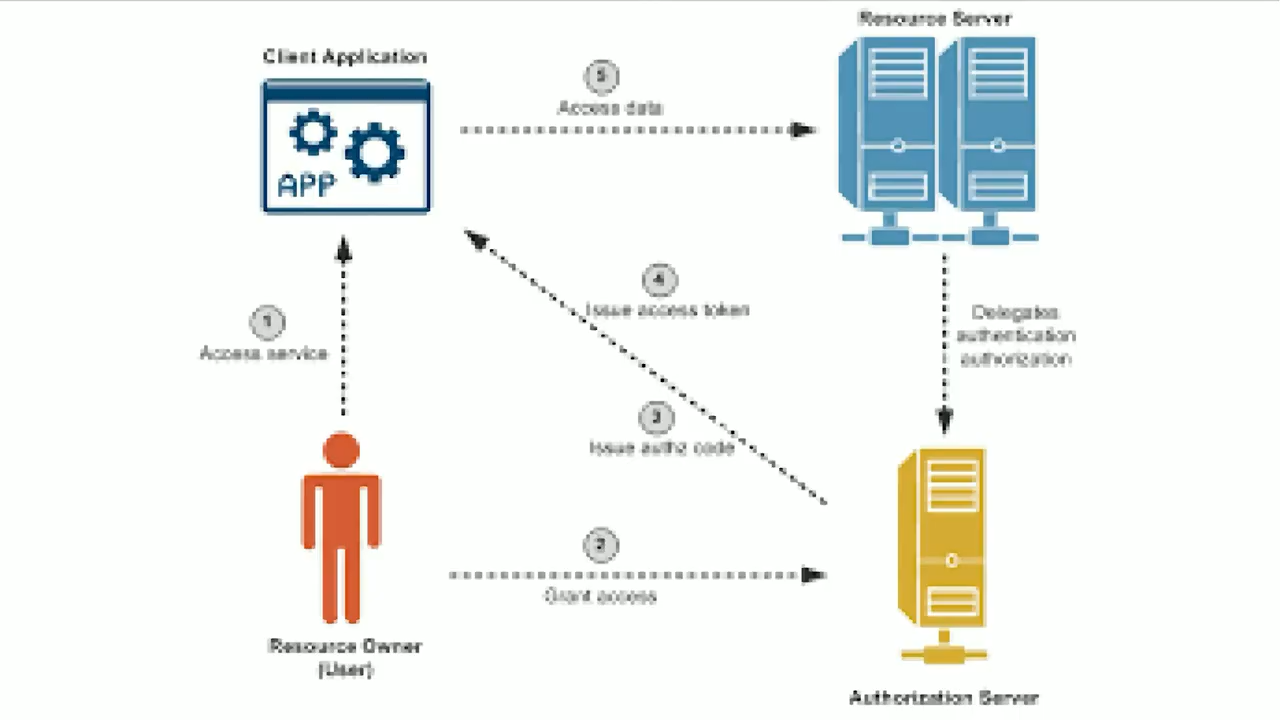 Resource Server
Client Application
5
Access data
APP
4
Issue access token
1
Access service
Delegates
authentication
authorization
3
Issue authz code
2
Grant access
Resource Owner
(User)
Authorization Server